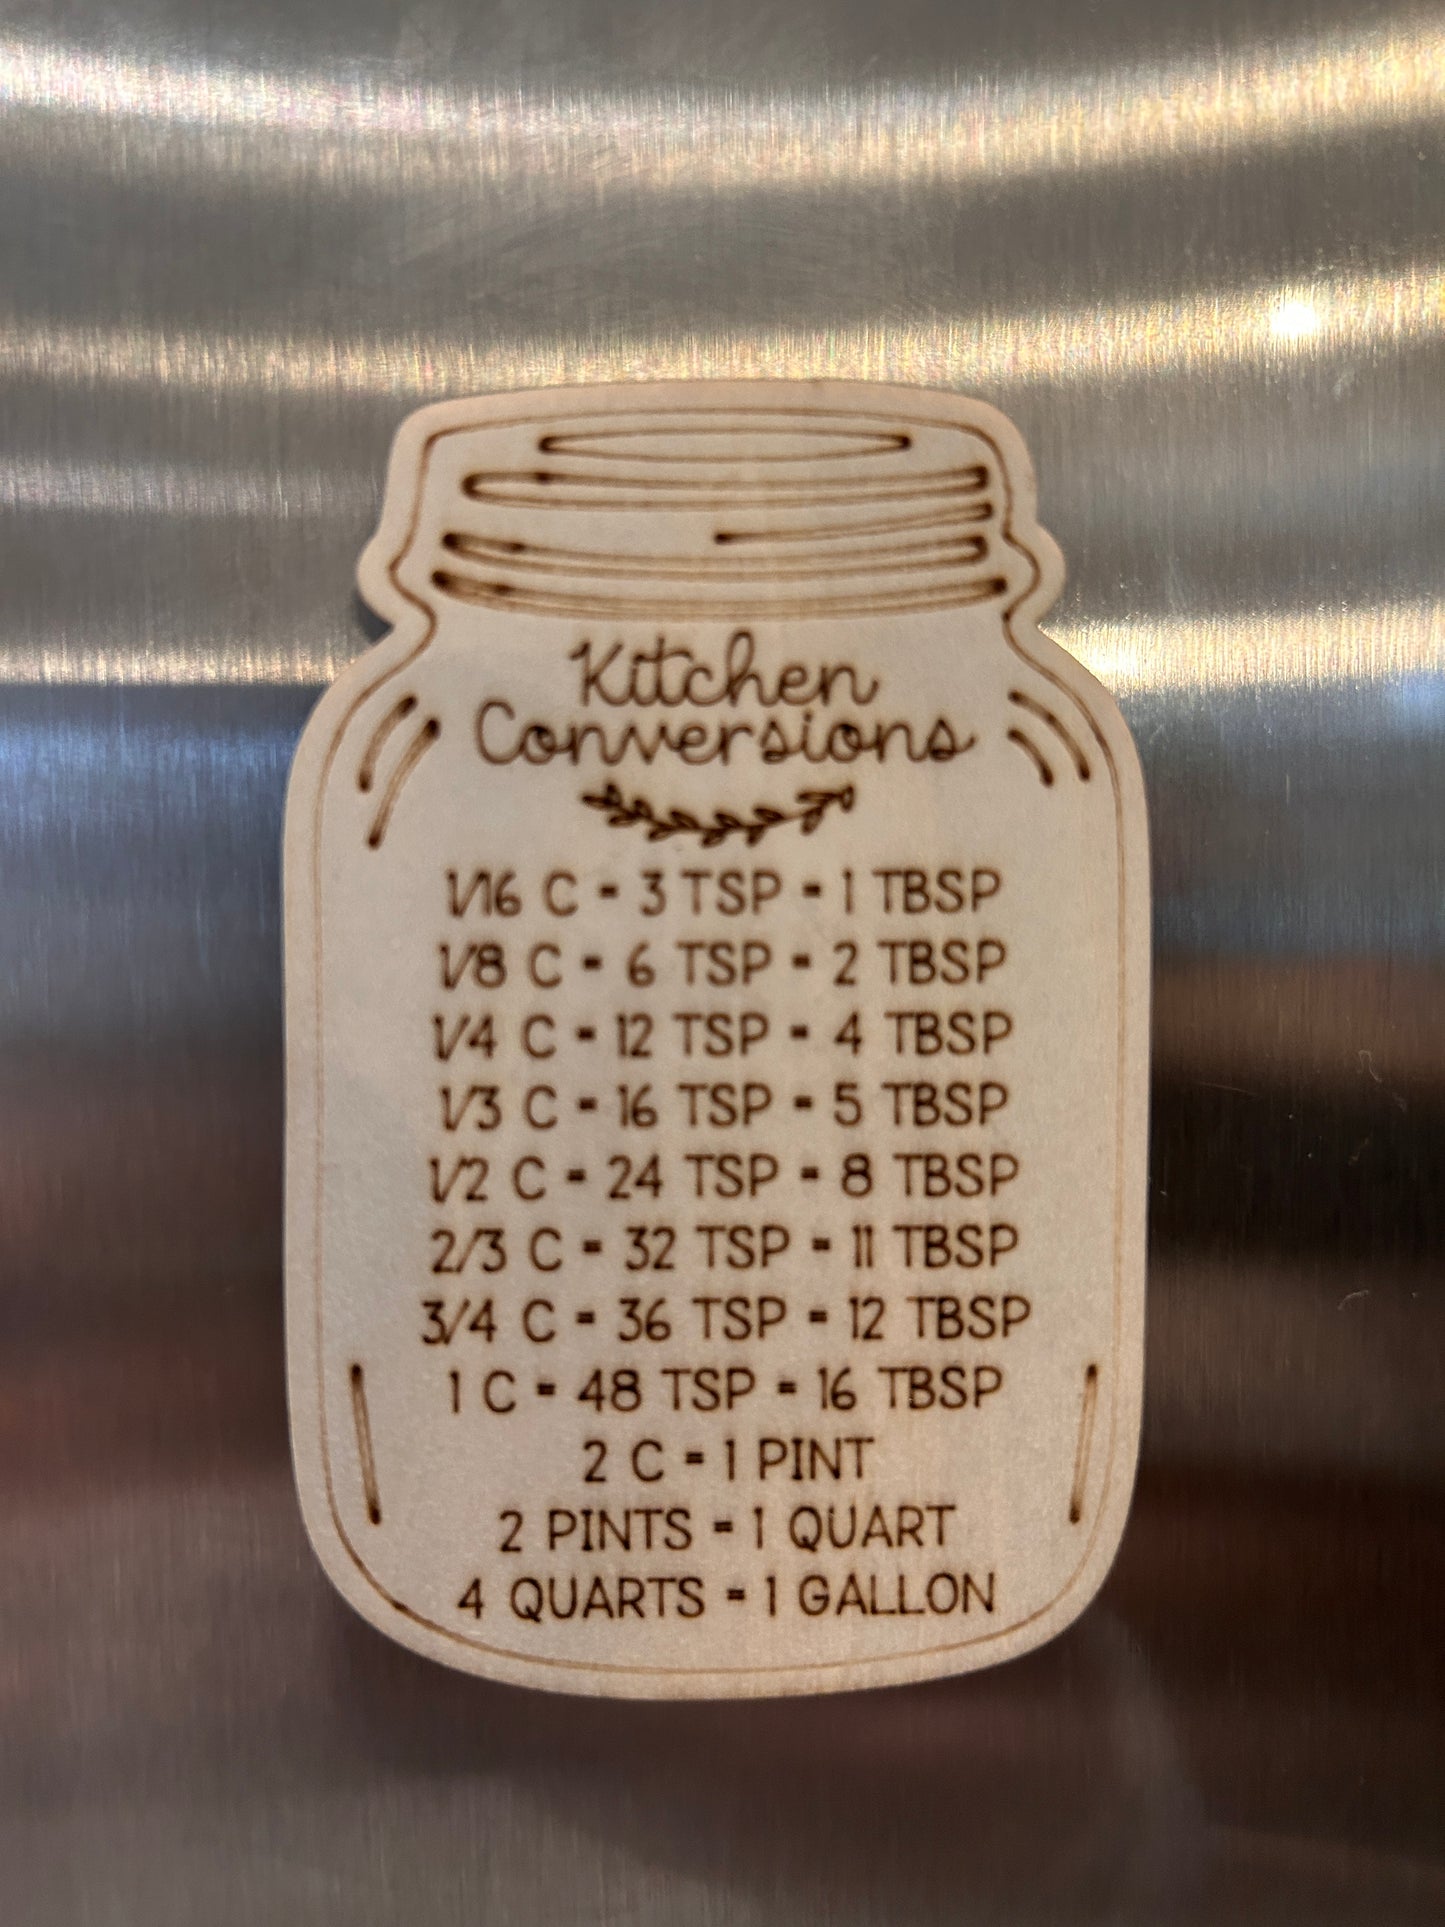 Kitchen
Conversions
1/16 C = 3 TSP = 1 TBSP
1/8 C = 6 TSP = 2 TBSP
1/4 C = 12 TSP = 4 TBSP
1/3 C = 16 TSP = 5 TBSP
1/2 C = 24 TSP = 8 TBSP
2/3 C = 32 TSP = 11 TBSP
3/4 C = 36 TSP = 12 TBSP
1 C = 48 TSP = 16 TBSP
2 C = 1 PINT
2 PINTS = 1 QUART
4 QUARTS = 1 GALLON